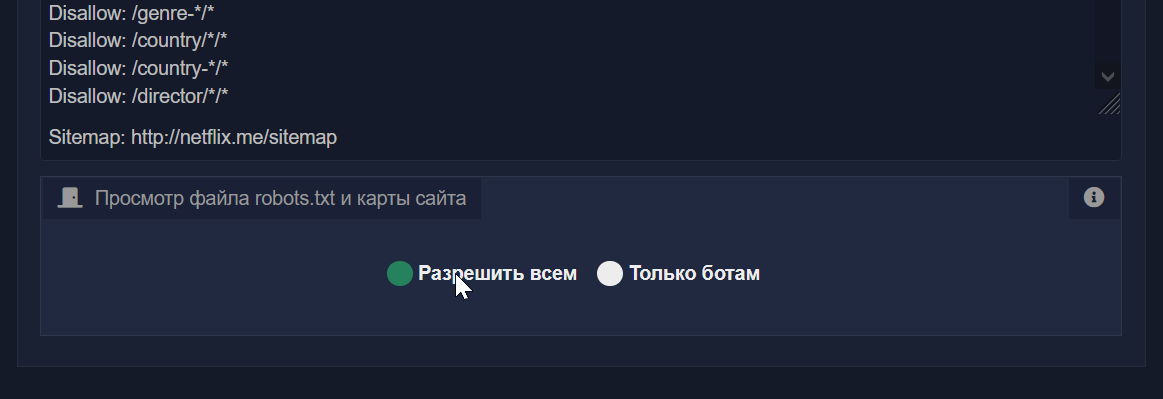 Disallow: /genre-*/*
Disallow: /country/*/*
Disallow: /country-*/*
Disallow: /director/*/*
Sitemap: http://netflix.me/sitemap
Просмотр файла robots.txt и карты сайта
Разрешить всем Только ботам